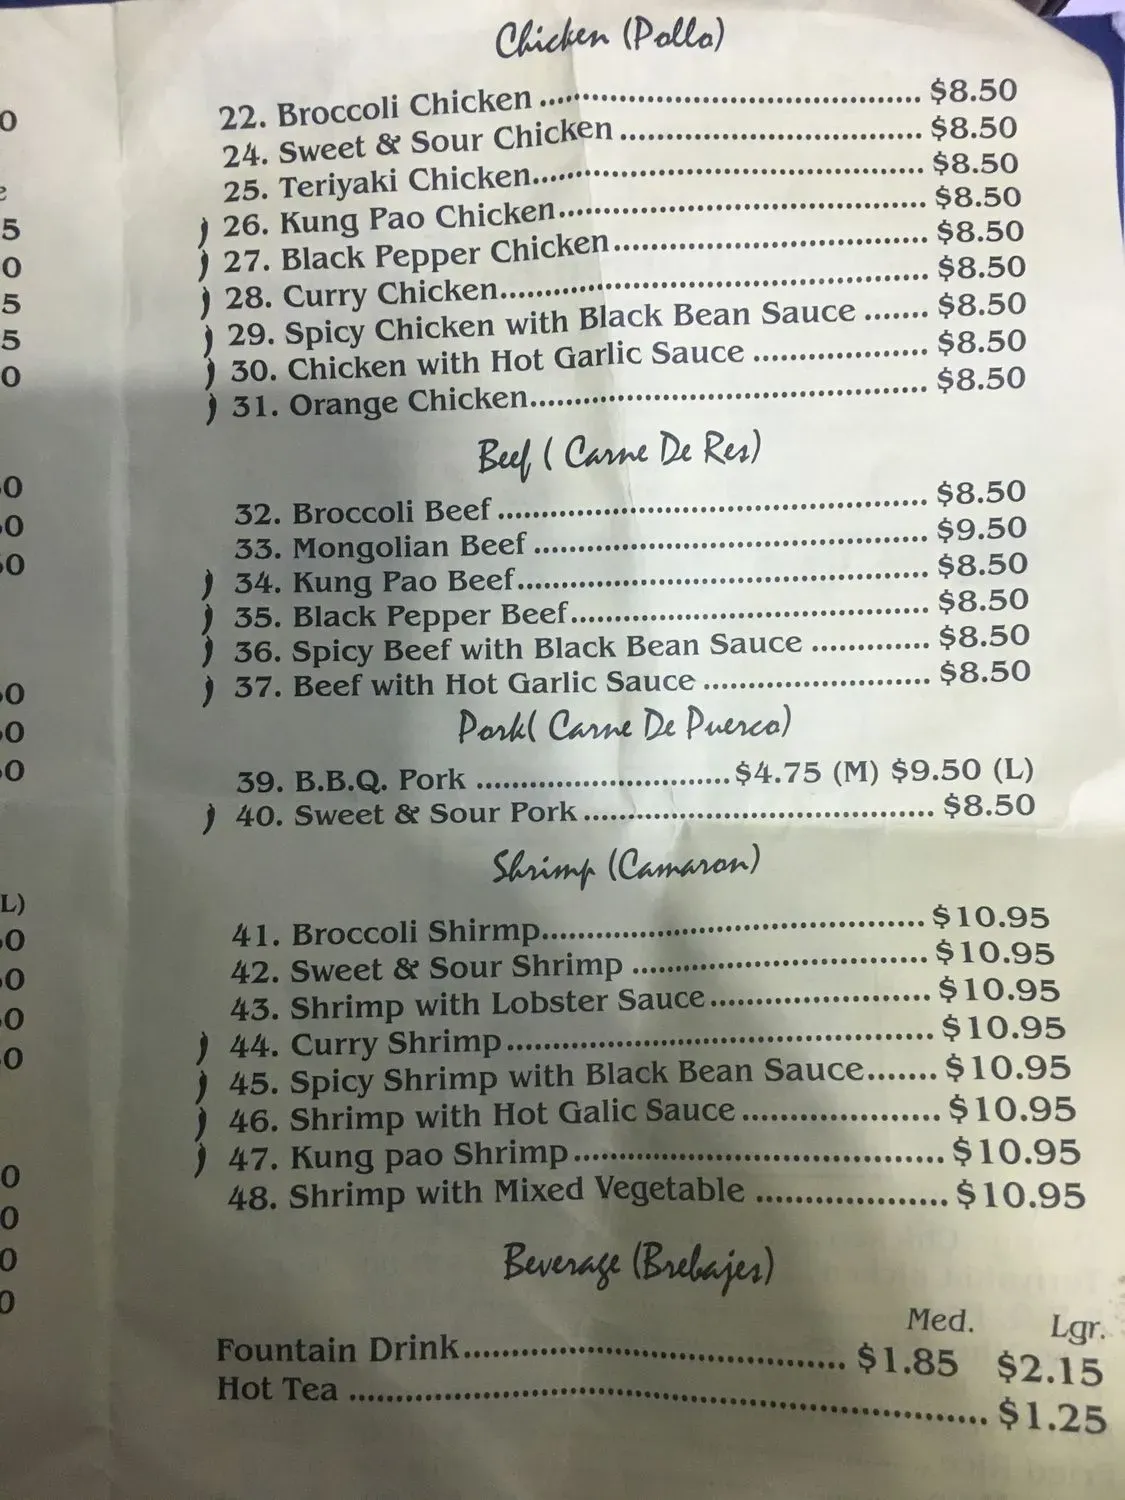 Chicken (Pollo)
22. Broccoli Chicken ........................................ $8.50
24. Sweet & Sour Chicken ................................. $8.50
25. Teriyaki Chicken.......................................... $8.50
26. Kung Pao Chicken........................................ $8.50
27. Black Pepper Chicken.................................. $8.50
28. Curry Chicken.............................................. $8.50
29. Spicy Chicken with Black Bean Sauce ....... $8.50
30. Chicken with Hot Garlic Sauce ................... $8.50
31. Orange Chicken........................................... $8.50
Beef ( Carne De Res)
32. Broccoli Beef ............................................... $8.50
33. Mongolian Beef ........................................... $9.50
34. Kung Pao Beef............................................. $8.50
35. Black Pepper Beef....................................... $8.50
36. Spicy Beef with Black Bean Sauce ............. $8.50
37. Beef with Hot Garlic Sauce ......................... $8.50
Pork( Carne De Puerco)
39. B.B.Q. Pork ............................$4.75 (M) $9.50 (L)
40. Sweet & Sour Pork ...................................... $8.50
Shrimp (Camaron)
41. Broccoli Shirmp.......................................... $10.95
42. Sweet & Sour Shrimp ................................ $10.95
43. Shrimp with Lobster Sauce........................ $10.95
44. Curry Shrimp............................................... $10.95
45. Spicy Shrimp with Black Bean Sauce....... $10.95
46. Shrimp with Hot Galic Sauce ..................... $10.95
47. Kung pao Shrimp........................................ $10.95
48. Shrimp with Mixed Vegetable .................... $10.95
Beverage (Brebajes)
Med. Lgr.
Fountain Drink.......................................... $1.85 $2.15
Hot Tea ...................................................................... $1.25